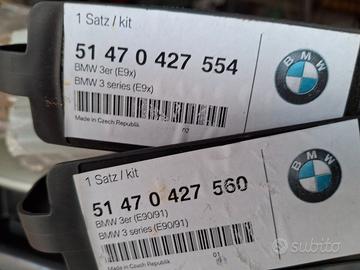 1 Satz / kit
51 47 0 427 554
BMW 3er (E9x)
BMW 3 series (E9x)
Made in Czech Republik
02
BMW
1 Satz / kit
51 47 0 427 560
BMW 3er (E90/91)
BMW 3 series (E90/91)
Made in Czech Republik
01
BMW
subito